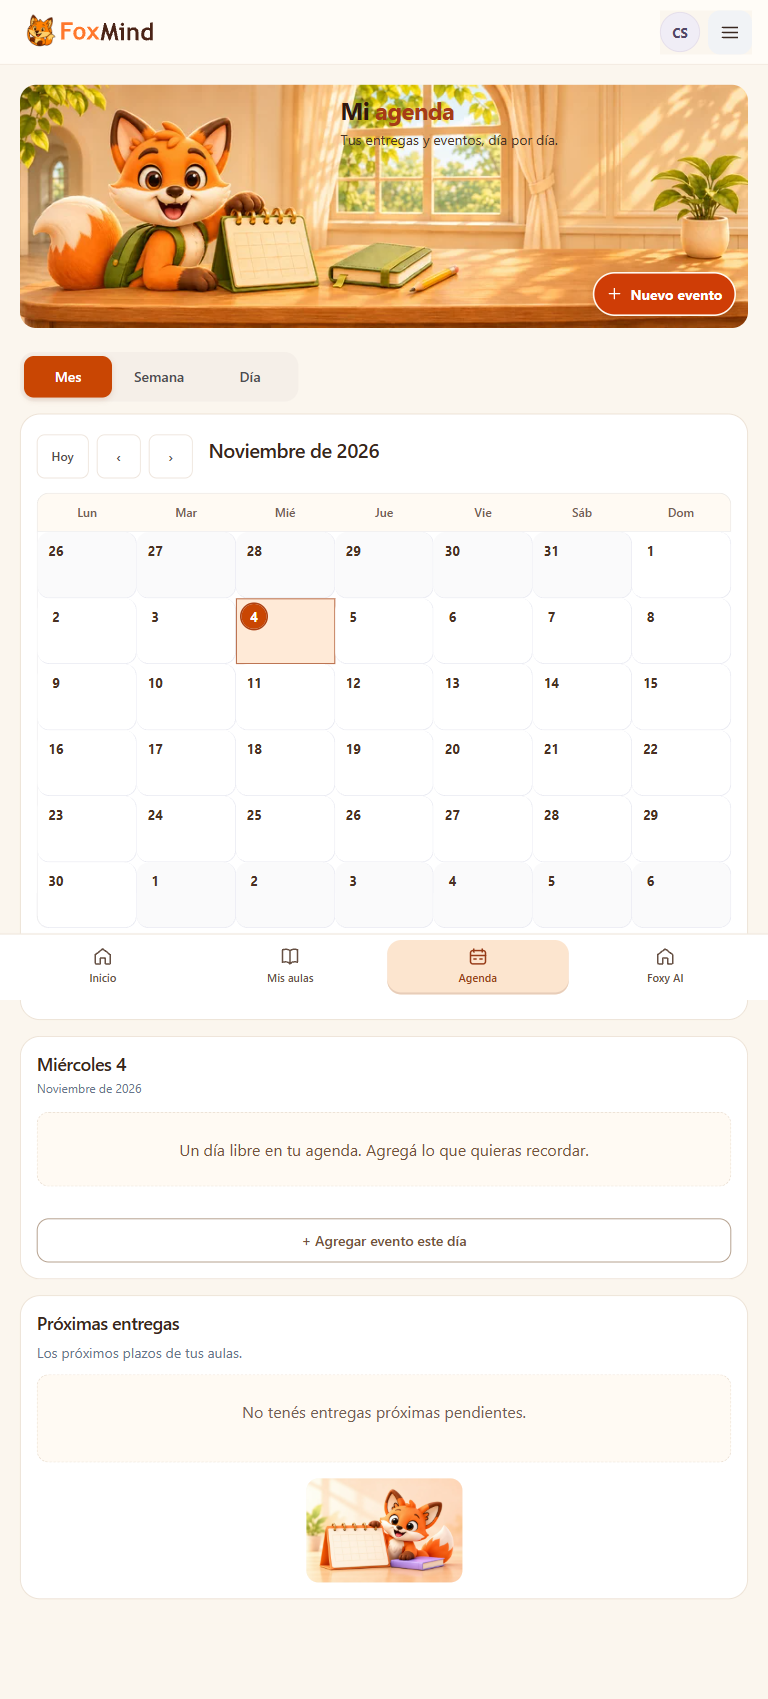 FoxMind
CS
Mi agenda
Tus entregas y eventos, día por día.
+ Nuevo evento
Mes Semana Día
Hoy ‹ › Noviembre de 2026
Lun Mar Mié Jue Vie Sáb Dom
26 27 28 29 30 31 1
2 3 4 5 6 7 8
9 10 11 12 13 14 15
16 17 18 19 20 21 22
23 24 25 26 27 28 29
30 1 2 3 4 5 6
Inicio Mis aulas Agenda Foxy AI
Miércoles 4
Noviembre de 2026
Un día libre en tu agenda. Agregá lo que quieras recordar.
+ Agregar evento este día
Próximas entregas
Los próximos plazos de tus aulas.
No tenés entregas próximas pendientes.